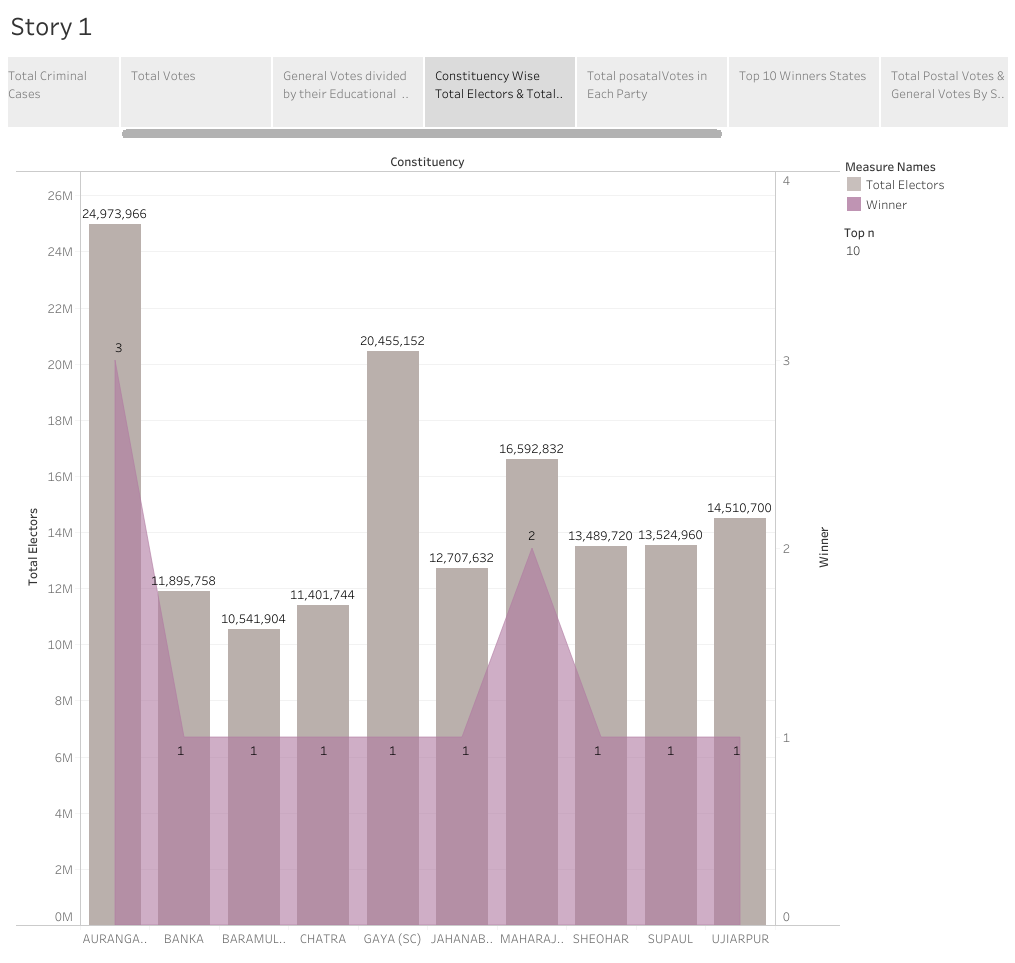 Story 1
Total Criminal
Cases
Total Votes
General Votes divided
by their Educational ..
Constituency Wise
Total Electors & Total..
Total posatalVotes in
Each Party
Top 10 Winners States
Total Postal Votes &
General Votes By S..
Constituency
Measure Names
Total Electors
Winner
Top n
10
26M
24M
22M
20M
18M
16M
14M
12M
10M
8M
6M
4M
2M
0M
Total Electors
24,973,966
11,895,758
10,541,904
11,401,744
20,455,152
12,707,632
16,592,832
13,489,720
13,524,960
14,510,700
3
1
1
1
1
1
2
1
1
1
4
3
2
1
0
Winner
AURANGA..
BANKA
BARAMUL..
CHATRA
GAYA (SC)
JAHANAB..
MAHARAJ..
SHEOHAR
SUPAUL
UJIARPUR